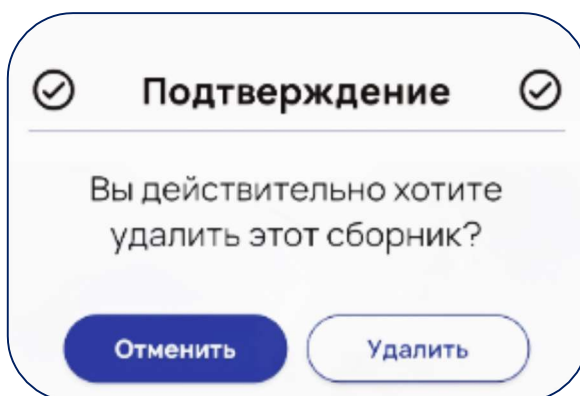 Подтверждение
Вы действительно хотите
удалить этот сборник?
Отменить
Удалить